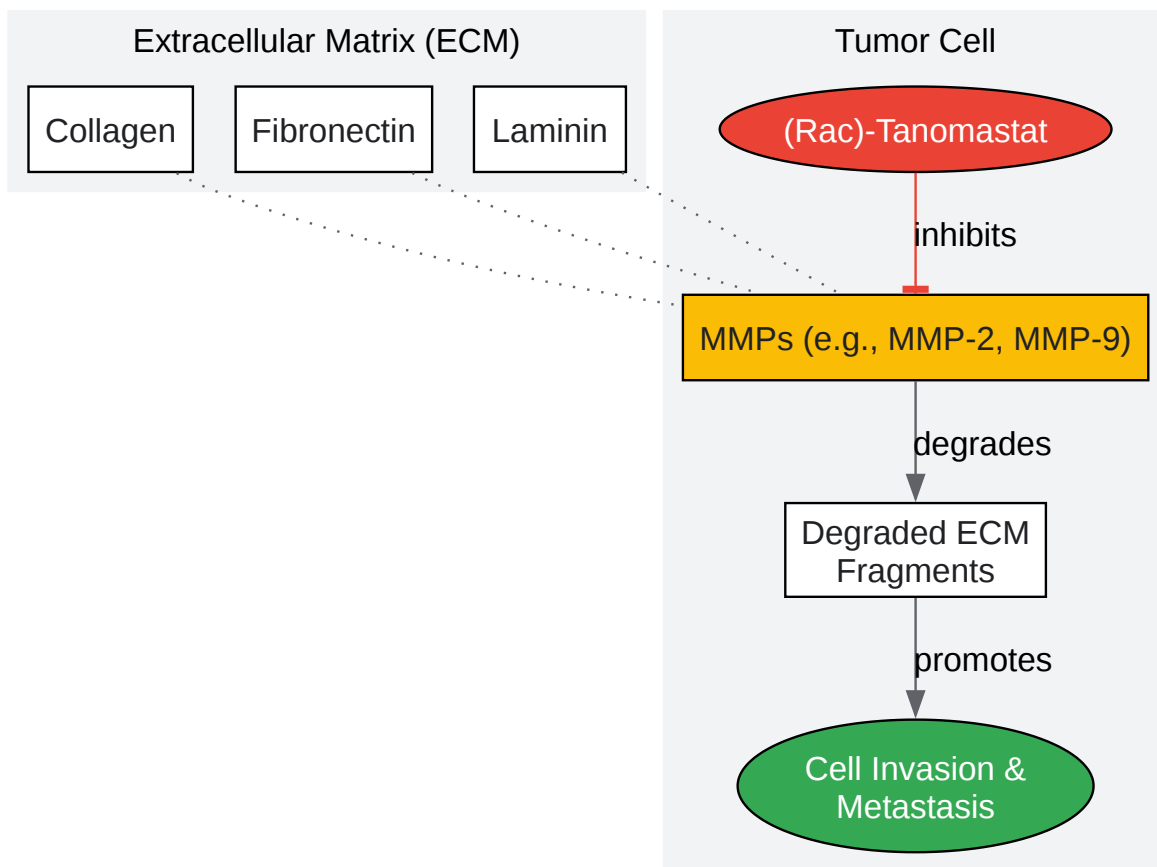 Extracellular Matrix (ECM)
Collagen
Fibronectin
Laminin
Tumor Cell
(Rac)-Tanomastat
inhibits
MMPs (e.g., MMP-2, MMP-9)
degrades
Degraded ECM
Fragments
promotes
Cell Invasion &
Metastasis